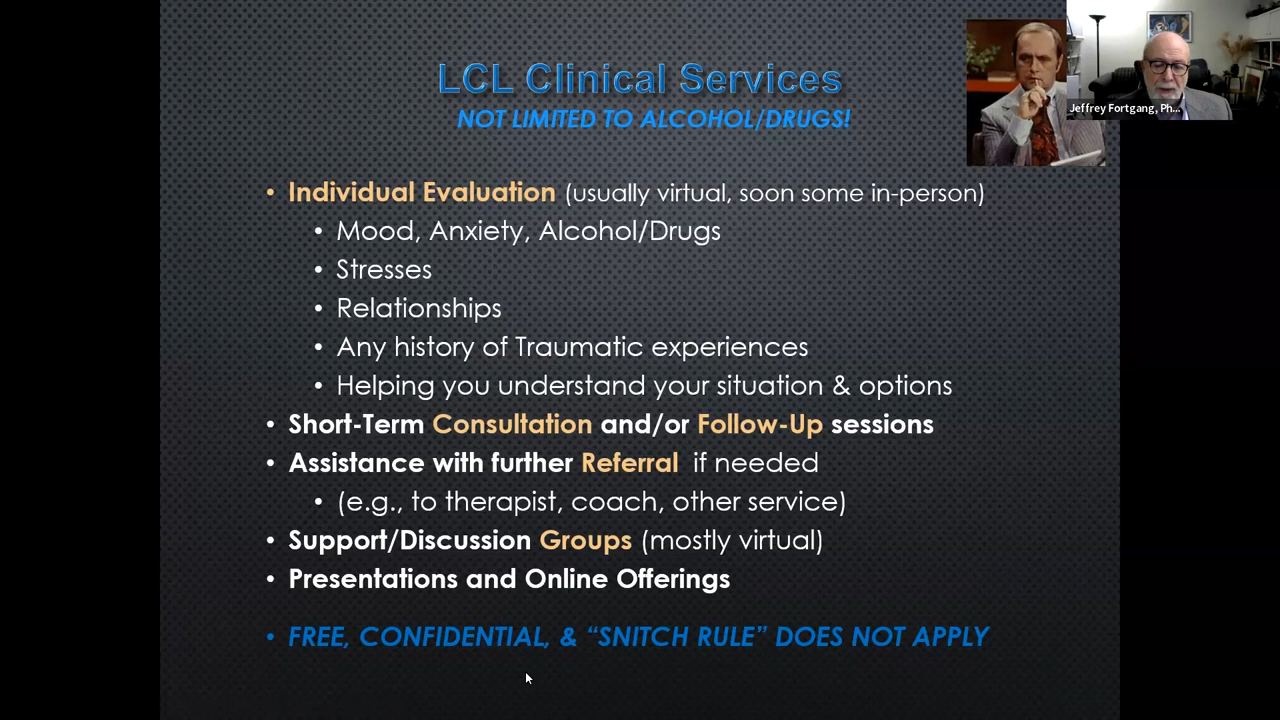 LCL Clinical Services
NOT LIMITED TO ALCOHOL/DRUGS!
Jeffrey Fortgang, Ph...
• Individual Evaluation (usually virtual, soon some in-person)
• Mood, Anxiety, Alcohol/Drugs
• Stresses
• Relationships
• Any history of Traumatic experiences
• Helping you understand your situation & options
• Short-Term Consultation and/or Follow-Up sessions
• Assistance with further Referral if needed
• (e.g., to therapist, coach, other service)
• Support/Discussion Groups (mostly virtual)
• Presentations and Online Offerings
• FREE, CONFIDENTIAL, & “SNITCH RULE” DOES NOT APPLY